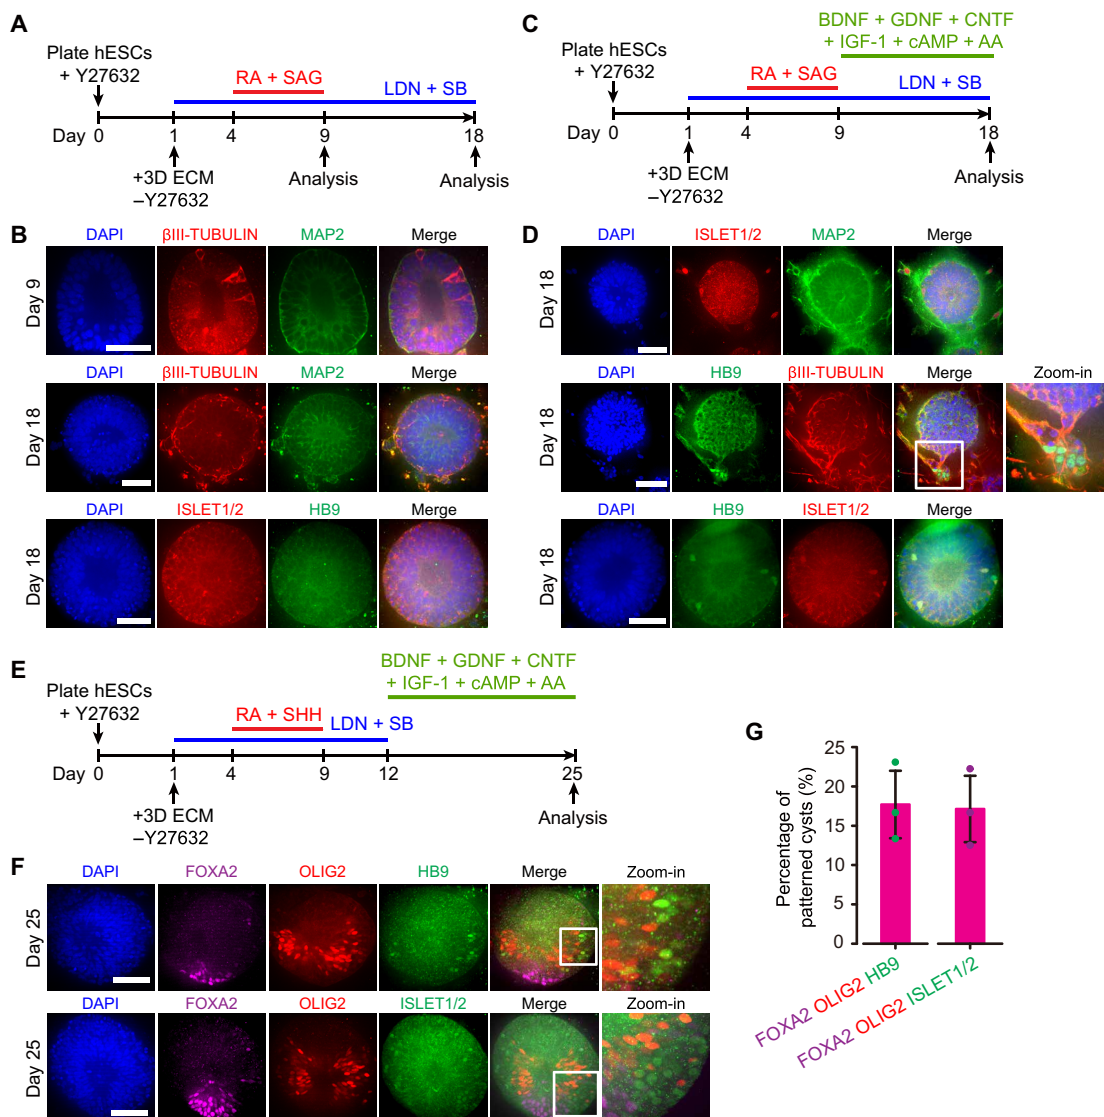 A
Plate hESCs
+ Y27632
RA + SAG
LDN + SB
Day 0 1 4 9 18
+3D ECM
–Y27632
Analysis
Analysis
C
BDNF + GDNF + CNTF
+ IGF-1 + cAMP + AA
Plate hESCs
+ Y27632
RA + SAG
LDN + SB
Day 0 1 4 9 18
+3D ECM
–Y27632
Analysis
B
DAPI βIII-TUBULIN MAP2 Merge
Day 9
DAPI βIII-TUBULIN MAP2 Merge
Day 18
DAPI ISLET1/2 HB9 Merge
Day 18
D
DAPI ISLET1/2 MAP2 Merge
Day 18
DAPI HB9 βIII-TUBULIN Merge Zoom-in
Day 18
DAPI HB9 ISLET1/2 Merge
Day 18
E
BDNF + GDNF + CNTF
+ IGF-1 + cAMP + AA
Plate hESCs
+ Y27632
RA + SHH
LDN + SB
Day 0 1 4 9 12 25
+3D ECM
–Y27632
Analysis
F
DAPI FOXA2 OLIG2 HB9 Merge Zoom-in
Day 25
DAPI FOXA2 OLIG2 ISLET1/2 Merge Zoom-in
Day 25
G
Percentage of
patterned cysts (%)
25
20
15
10
5
0
FOXA2 OLIG2 HB9
FOXA2 OLIG2 ISLET1/2